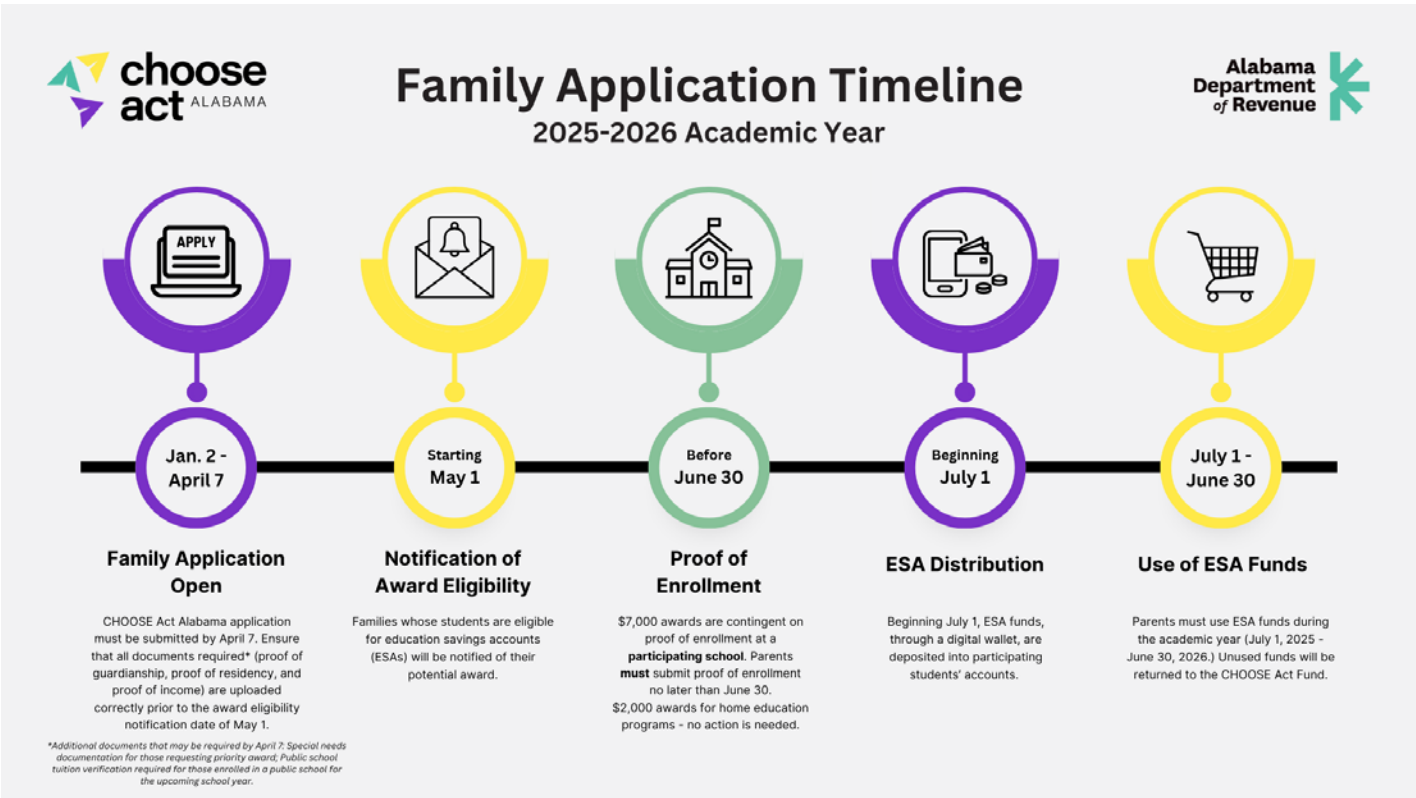 choose
act ALABAMA
Family Application Timeline
2025-2026 Academic Year
Alabama
Department
of Revenue
APPLY
Jan. 2 -
April 7
Starting
May 1
Before
June 30
Beginning
July 1
July 1 -
June 30
Family Application
Open
CHOOSE Act Alabama application
must be submitted by April 7. Ensure
that all documents required* (proof of
guardianship, proof of residency, and
proof of income) are uploaded
correctly prior to the award eligibility
notification date of May 1.
*Additional documents that may be required by April 7: Special needs
documentation for those requesting priority award; Public school
tuition verification required for those enrolled in a public school for
the upcoming school year.
Notification of
Award Eligibility
Families whose students are eligible
for education savings accounts
(ESAs) will be notified of their
potential award.
Proof of
Enrollment
$7,000 awards are contingent on
proof of enrollment at a
participating school. Parents
must submit proof of enrollment
no later than June 30.
$2,000 awards for home education
programs - no action is needed.
ESA Distribution
Beginning July 1, ESA funds,
through a digital wallet, are
deposited into participating
students' accounts.
Use of ESA Funds
Parents must use ESA funds during
the academic year (July 1, 2025 -
June 30, 2026.) Unused funds will be
returned to the CHOOSE Act Fund.